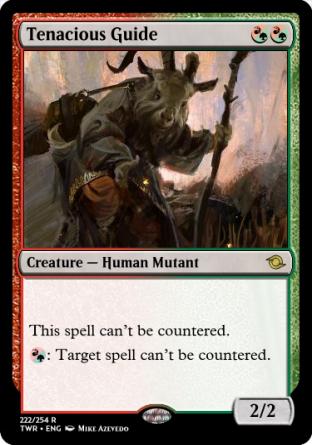 Tenacious Guide
Creature — Human Mutant
This spell can't be countered.
: Target spell can't be countered.
2/2
222/254 R
TWR • ENG Mike Azevedo